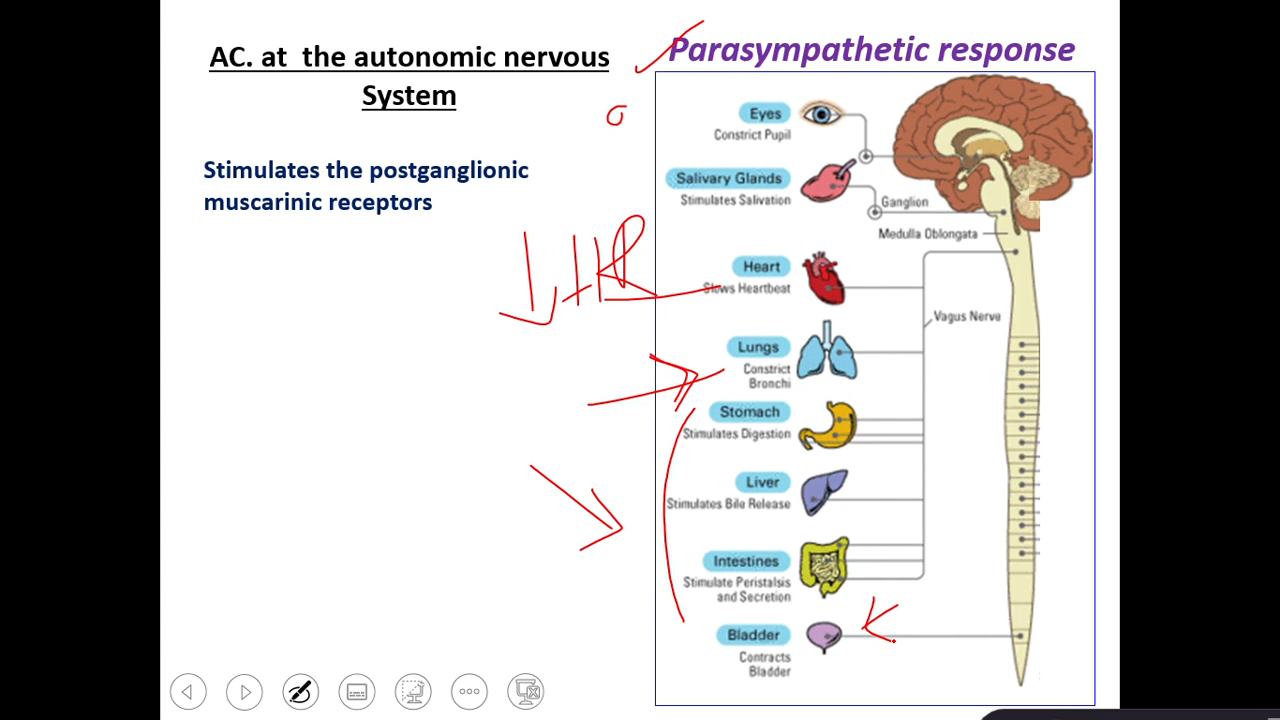 AC. at the autonomic nervous
System
Parasympathetic response
Stimulates the postganglionic
muscarinic receptors
↓HR
Eyes
Constrict Pupil
Salivary Glands
Stimulates Salivation
Ganglion
Medulla Oblongata
Heart
Slows Heartbeat
Vagus Nerve
Lungs
Constrict
Bronchi
Stomach
Stimulates Digestion
Liver
Stimulates Bile Release
Intestines
Stimulate Peristalsis
and Secretion
Bladder
Contracts
Bladder